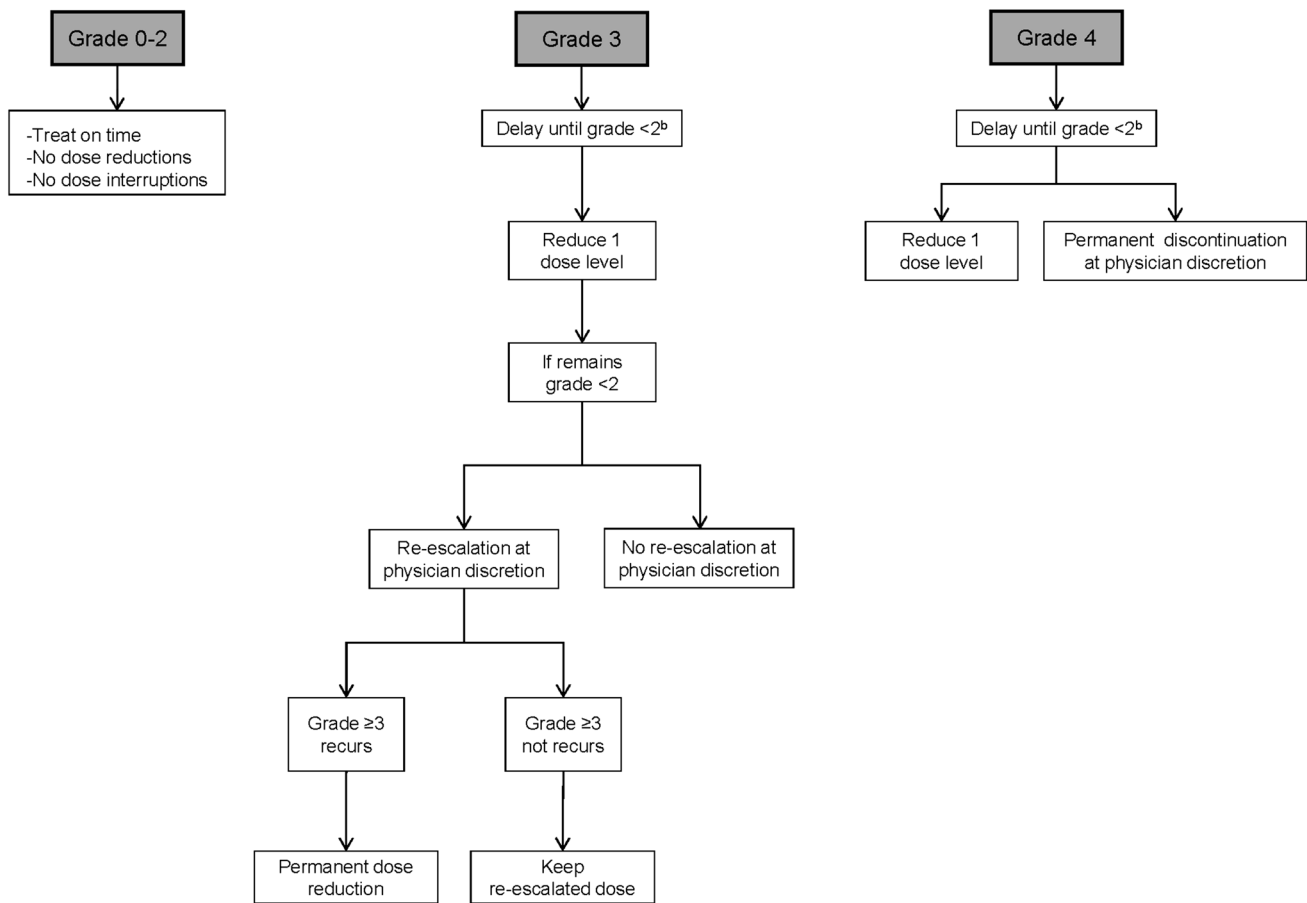 Grade 0-2
-Treat on time
-No dose reductions
-No dose interruptions
Grade 3
Delay until grade <2ᵇ
Reduce 1
dose level
If remains
grade <2
Re-escalation at
physician discretion
No re-escalation at
physician discretion
Grade ≥3
recurs
Grade ≥3
not recurs
Permanent dose
reduction
Keep
re-escalated dose
Grade 4
Delay until grade <2ᵇ
Reduce 1
dose level
Permanent discontinuation
at physician discretion